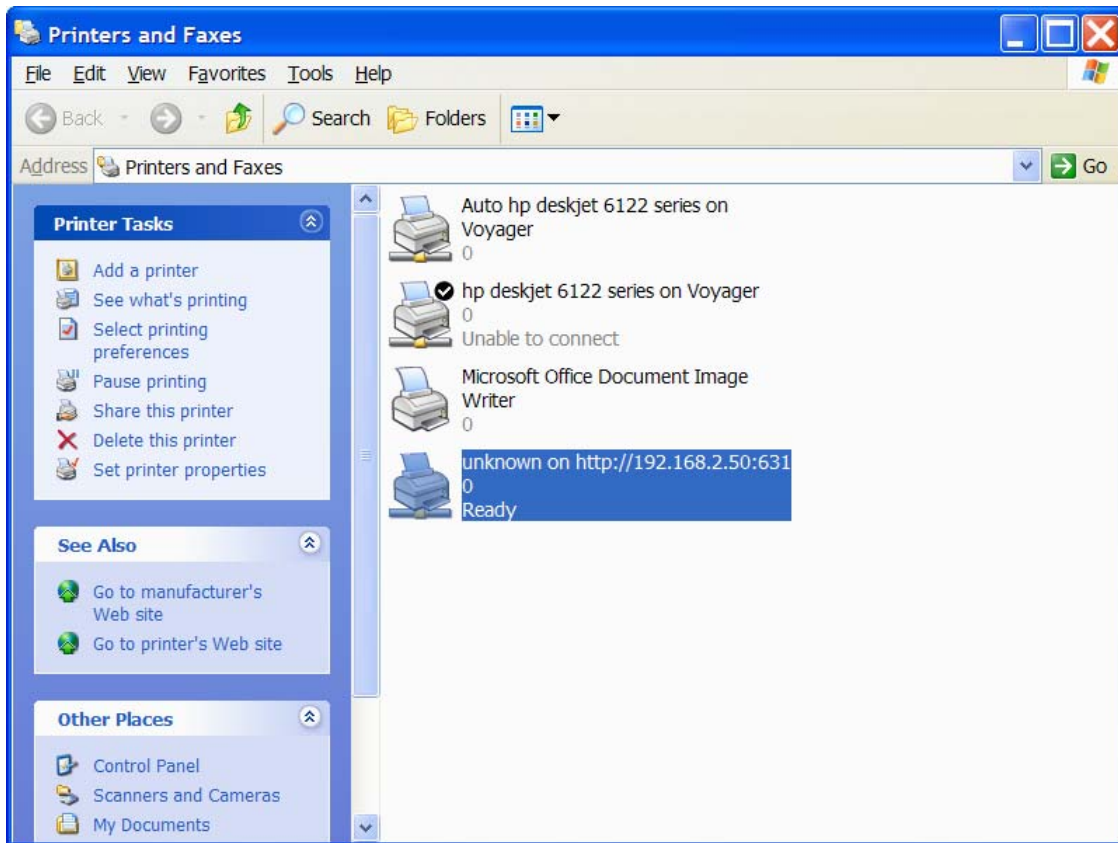 Printers and Faxes
File Edit View Favorites Tools Help
Back Search Folders
Address Printers and Faxes Go
Printer Tasks
Add a printer
See what's printing
Select printing
preferences
Pause printing
Share this printer
Delete this printer
Set printer properties
See Also
Go to manufacturer's
Web site
Go to printer's Web site
Other Places
Control Panel
Scanners and Cameras
My Documents
Auto hp deskjet 6122 series on
Voyager
0
hp deskjet 6122 series on Voyager
0
Unable to connect
Microsoft Office Document Image
Writer
0
unknown on http://192.168.2.50:631
0
Ready